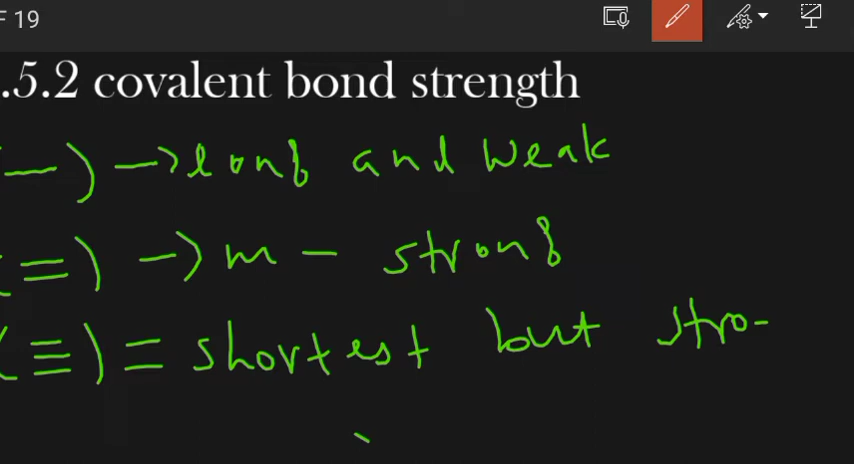 F 19
.5.2 covalent bond strength
—) → long and weak
(=) → m - strong
(≡) = shortest but stro-